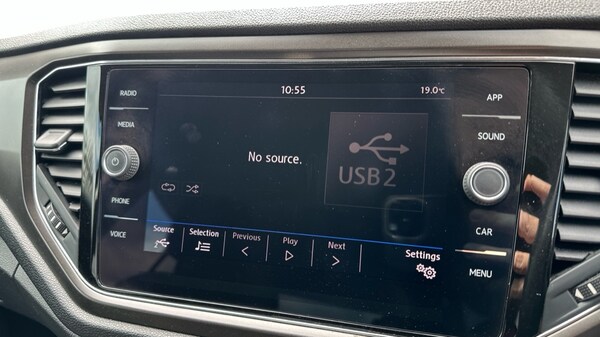 RADIO
MEDIA
PHONE
VOICE
10:55
19.0°C
No source.
USB 2
Source
Selection
Previous
Play
Next
Settings
APP
SOUND
CAR
MENU